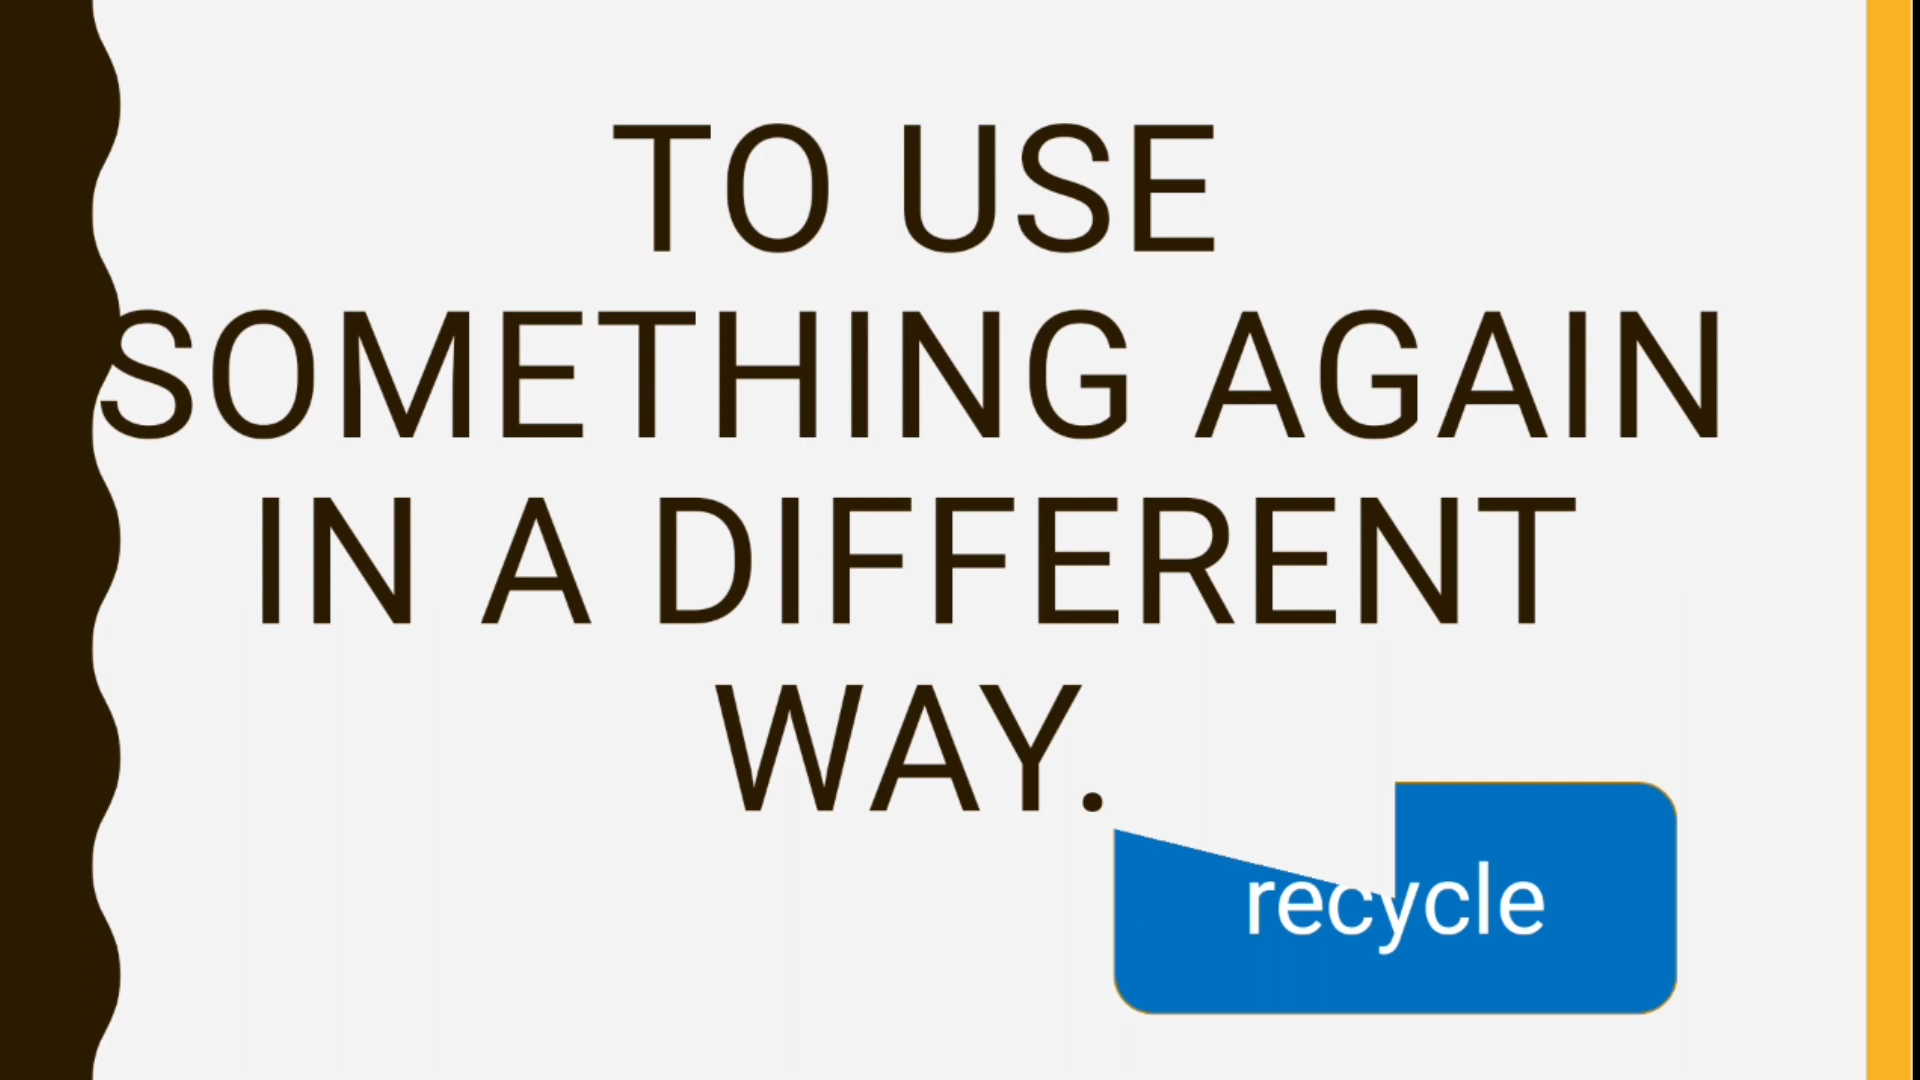 TO USE
SOMETHING AGAIN
IN A DIFFERENT
WAY.
recycle